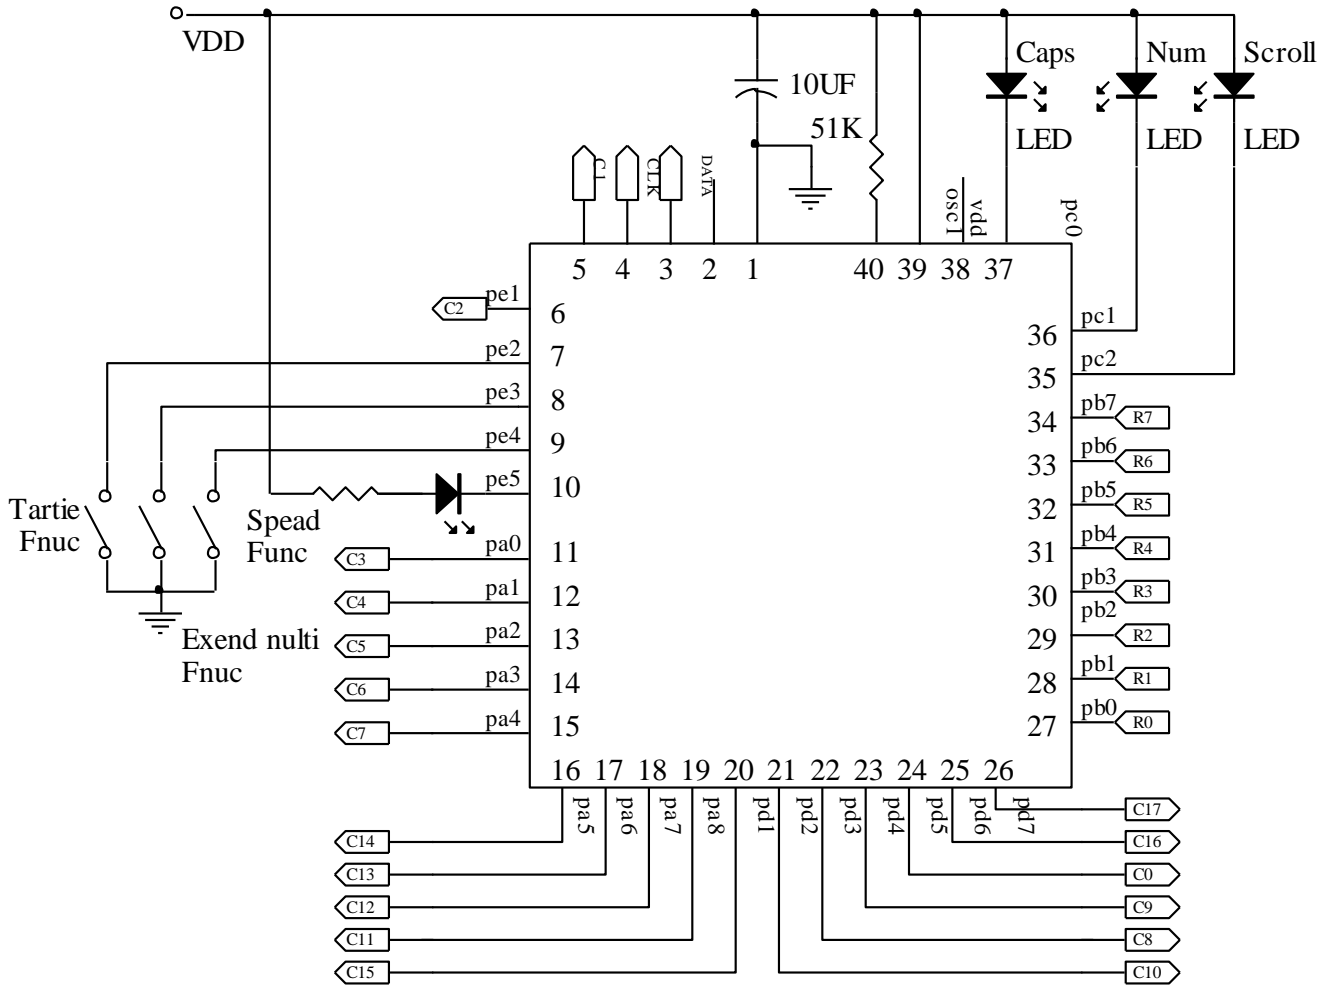 VDD
Caps
Num
Scroll
10UF
51K
LED
LED
LED
C1
CLK
DATA
osc1
vdd
pc0
5
4
3
2
1
40
39
38
37
C2
pe1
6
pe2
7
pe3
8
pe4
9
pe5
10
Tartie
Fnuc
Spead
Func
Exend nulti
Fnuc
C3
pa0
11
C4
pa1
12
C5
pa2
13
C6
pa3
14
C7
pa4
15
36
pc1
35
pc2
34
pb7
R7
33
pb6
R6
32
pb5
R5
31
pb4
R4
30
pb3
R3
29
pb2
R2
28
pb1
R1
27
pb0
R0
16
17
18
19
20
21
22
23
24
25
26
pa5
pa6
pa7
pa8
pd1
pd2
pd3
pd4
pd5
pd6
pd7
C14
C13
C12
C11
C15
C17
C16
C0
C9
C8
C10